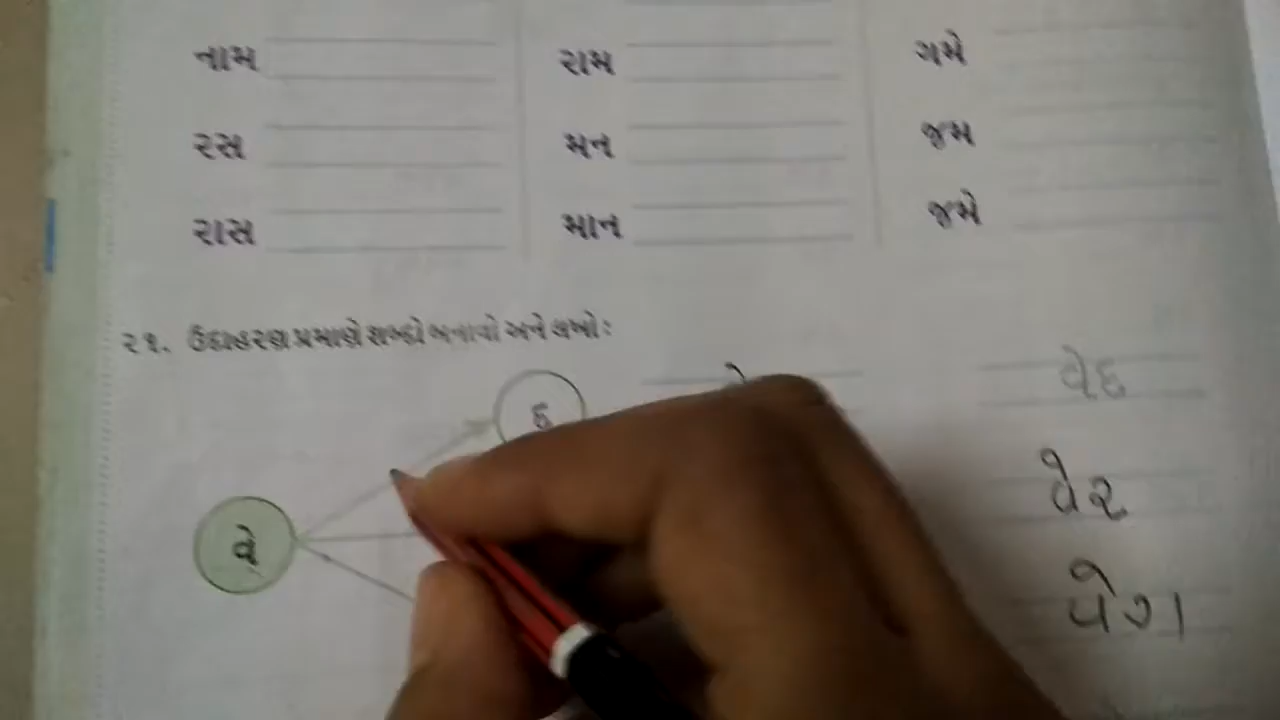 નામ રામ ગમે
રસ મન જમ
રાસ માન જમે
૨૧. ઉદાહરણ પ્રમાણે શબ્દો બનાવો અને લખો :
દ વેદ
વે વેર
વેગ